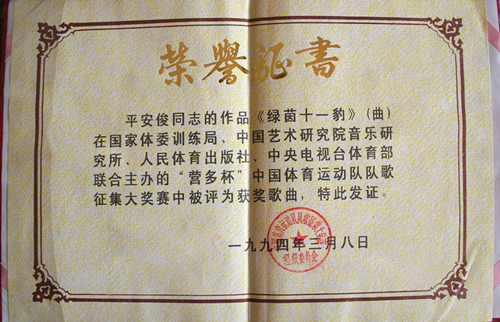 荣誉证书
平安俊同志的作品《绿茵十一豹》(曲)
在国家体委训练局、中国艺术研究院音乐研
究所、人民体育出版社、中央电视台体育部
联合主办的“营多杯”中国体育运动队队歌
征集大奖赛中被评为获奖歌曲，特此发证。
一九九四年三月八日
组织委员会